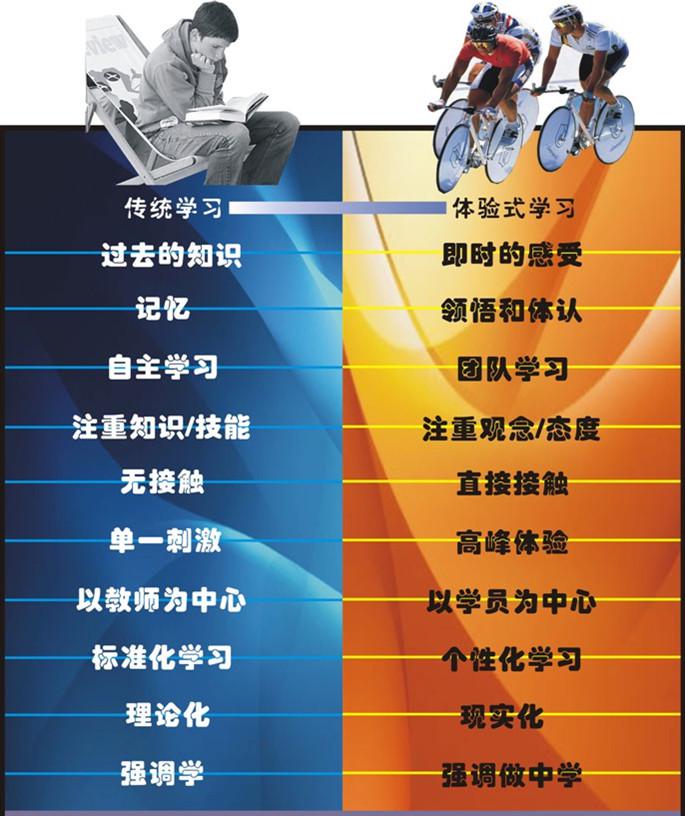 view
传统学习 体验式学习
过去的知识 即时的感受
记忆 领悟和体认
自主学习 团队学习
注重知识/技能 注重观念/态度
无接触 直接接触
单一刺激 高峰体验
以教师为中心 以学员为中心
标准化学习 个性化学习
理论化 现实化
强调学 强调做中学